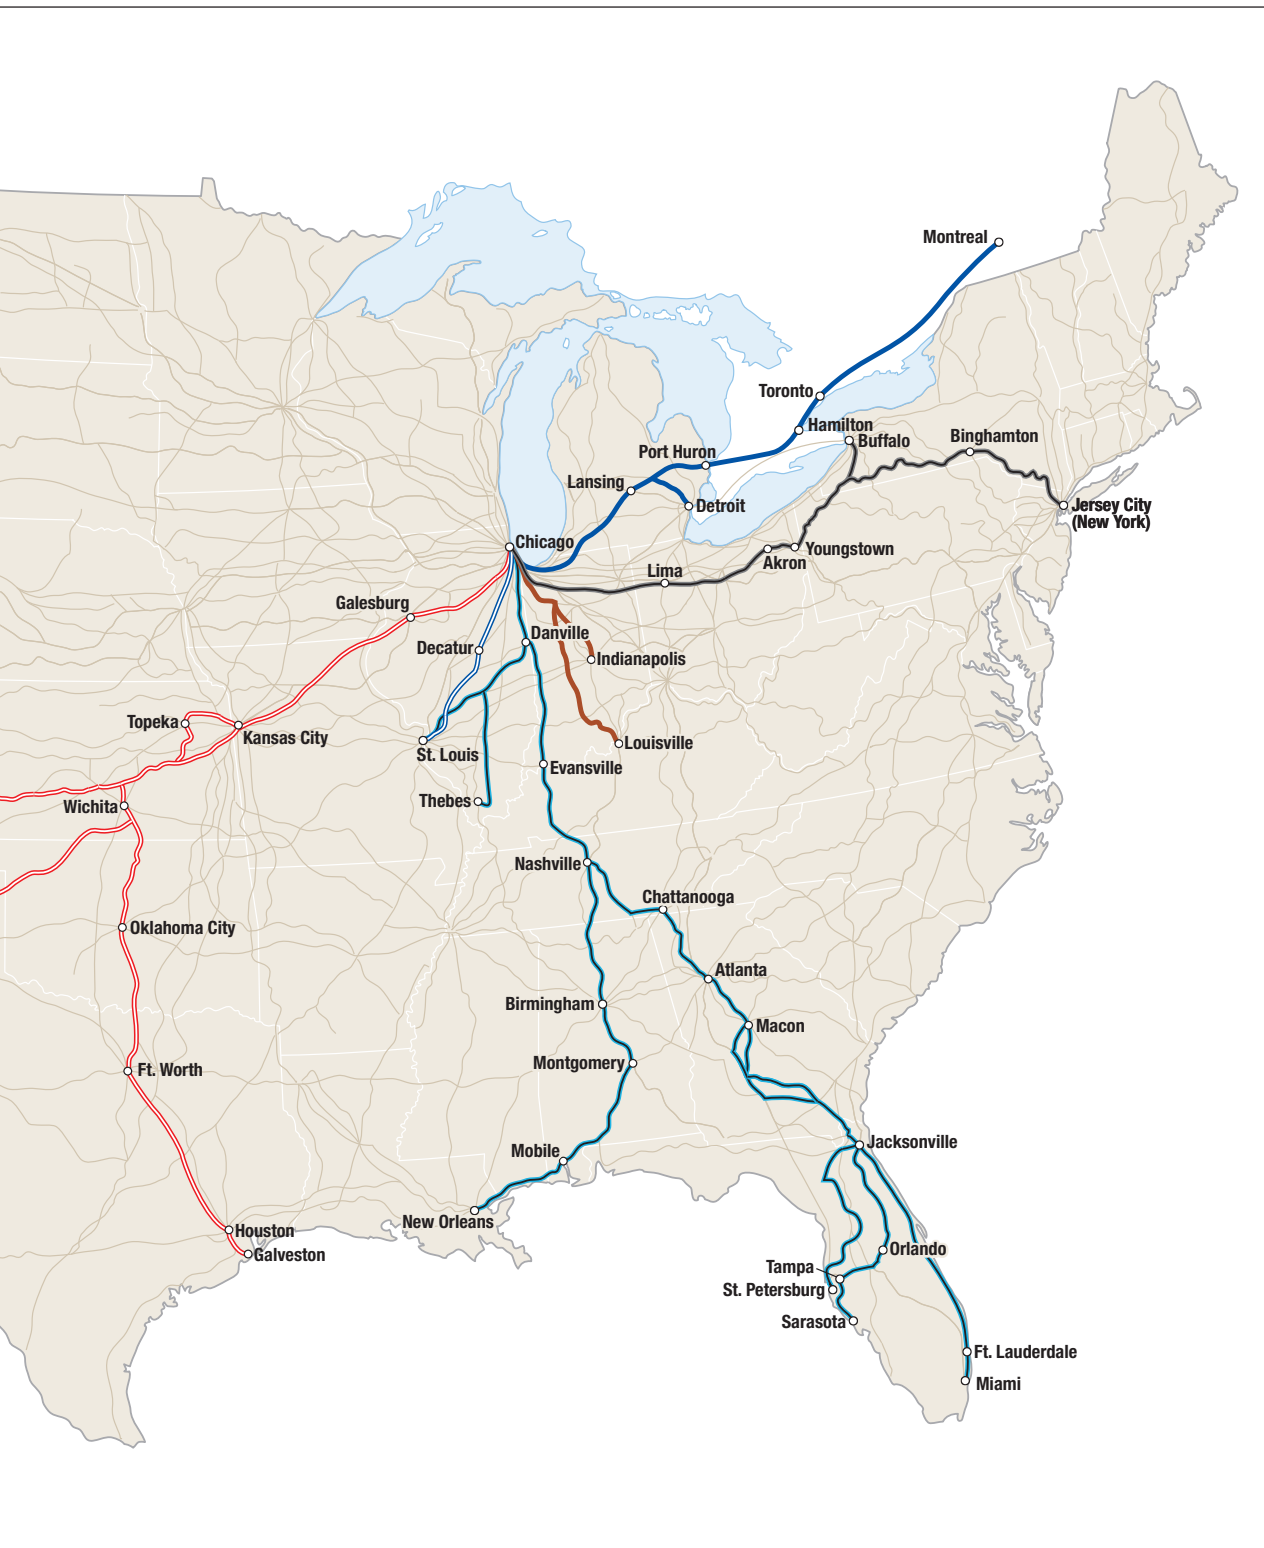 Montreal
Toronto
Hamilton
Buffalo
Binghamton
Port Huron
Lansing
Detroit
Jersey City
(New York)
Chicago
Youngstown
Akron
Lima
Galesburg
Danville
Decatur
Indianapolis
Topeka
Kansas City
Louisville
St. Louis
Evansville
Thebes
Wichita
Nashville
Chattanooga
Oklahoma City
Atlanta
Birmingham
Macon
Montgomery
Ft. Worth
Jacksonville
Mobile
New Orleans
Houston
Orlando
Galveston
Tampa
St. Petersburg
Sarasota
Ft. Lauderdale
Miami